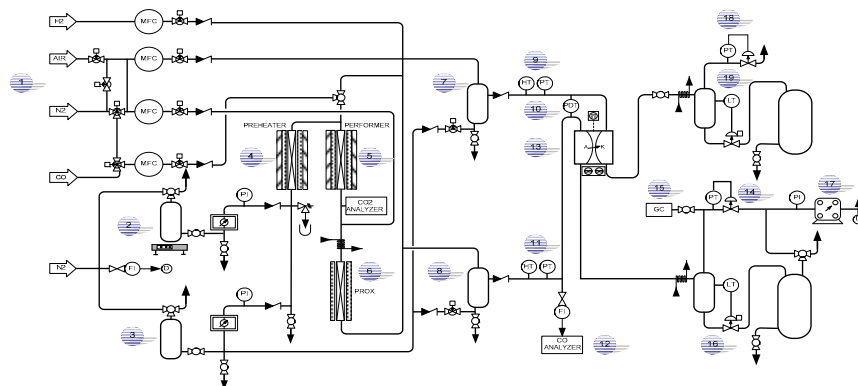 H2
MFC
18
PT
AIR
MFC
9
7
19
1
HT
PT
LT
N2
MFC
10
PDT
PREHEATER
PERFORMER
13
A
K
4
5
CO
MFC
15
14
17
PI
GC
PT
PI
2
CO2
ANALYZER
11
N2
FI
6
8
HT
PT
LT
PI
PROX
FI
3
CO
ANALYZER
12
16